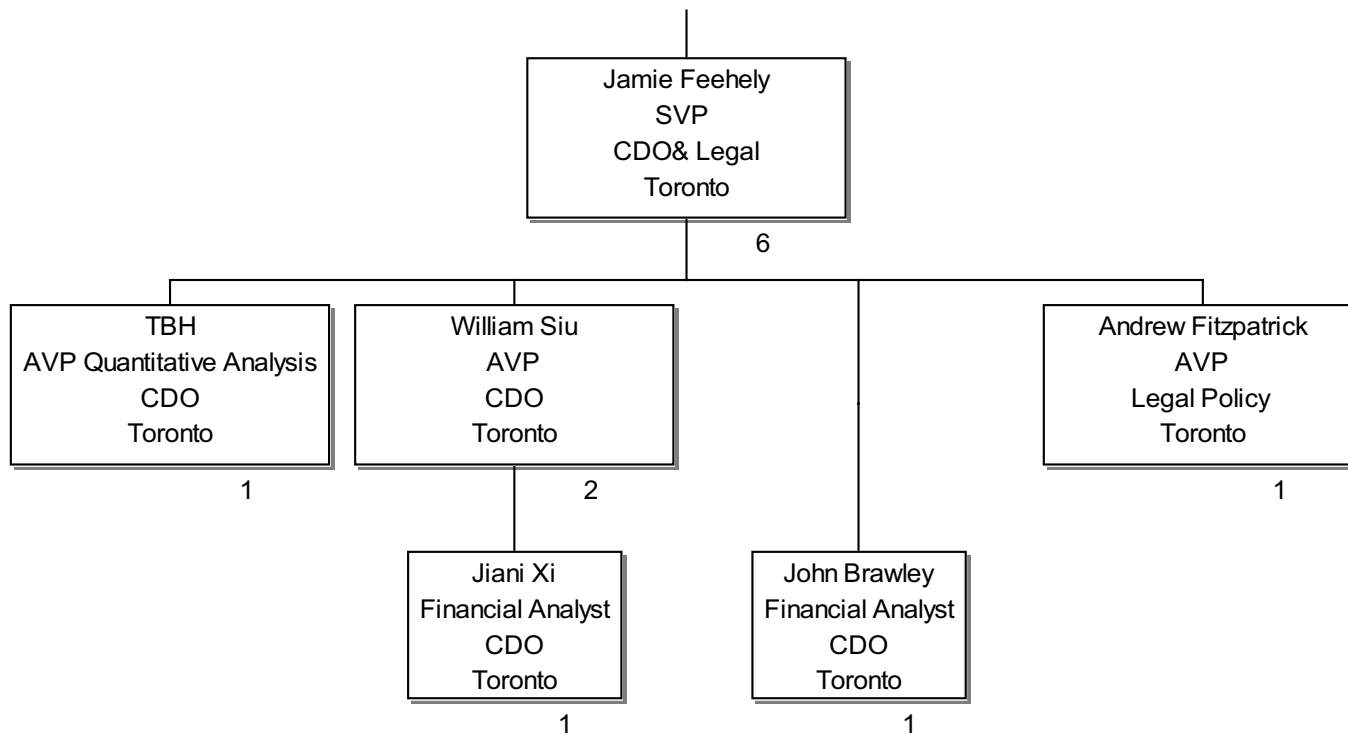 Jamie Feehely
SVP
CDO& Legal
Toronto
6
TBH
AVP Quantitative Analysis
CDO
Toronto
1
William Siu
AVP
CDO
Toronto
2
Andrew Fitzpatrick
AVP
Legal Policy
Toronto
1
Jiani Xi
Financial Analyst
CDO
Toronto
1
John Brawley
Financial Analyst
CDO
Toronto
1